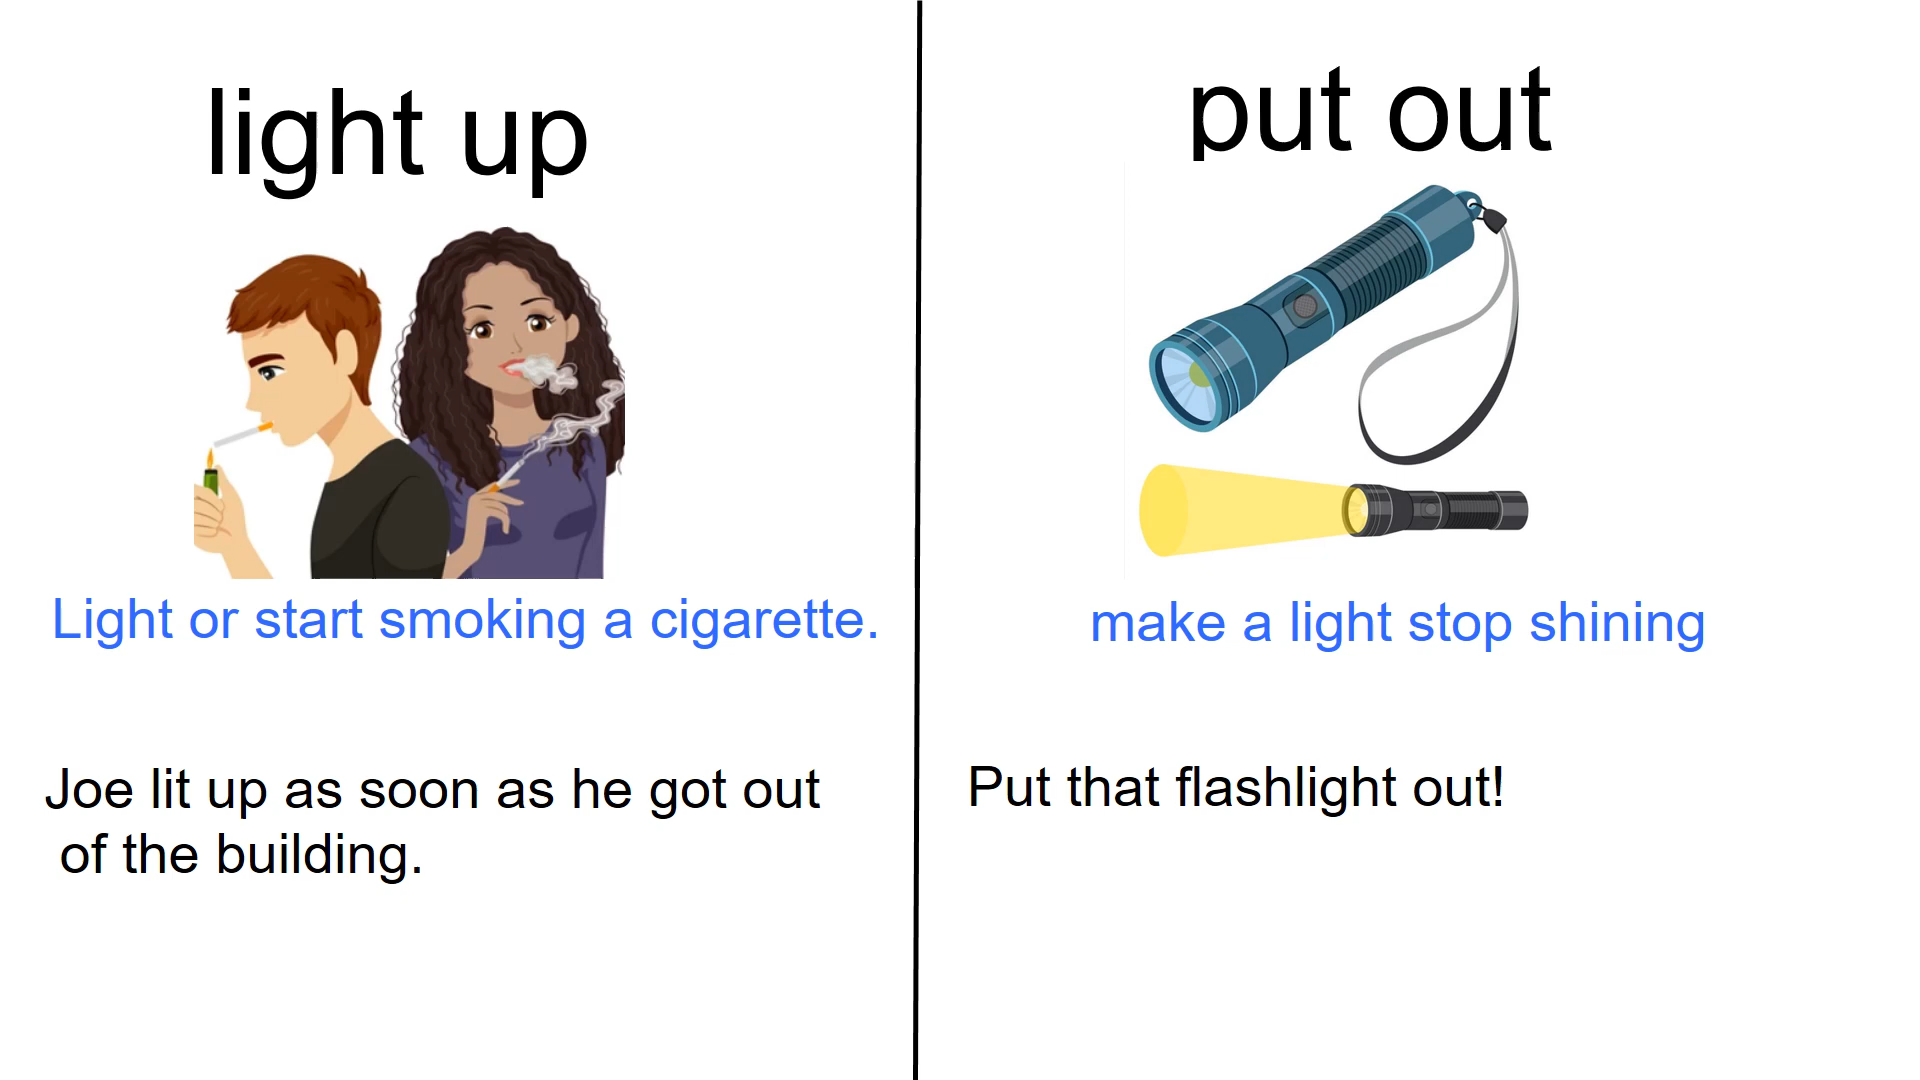 light up
Light or start smoking a cigarette.
Joe lit up as soon as he got out
of the building.
put out
make a light stop shining
Put that flashlight out!